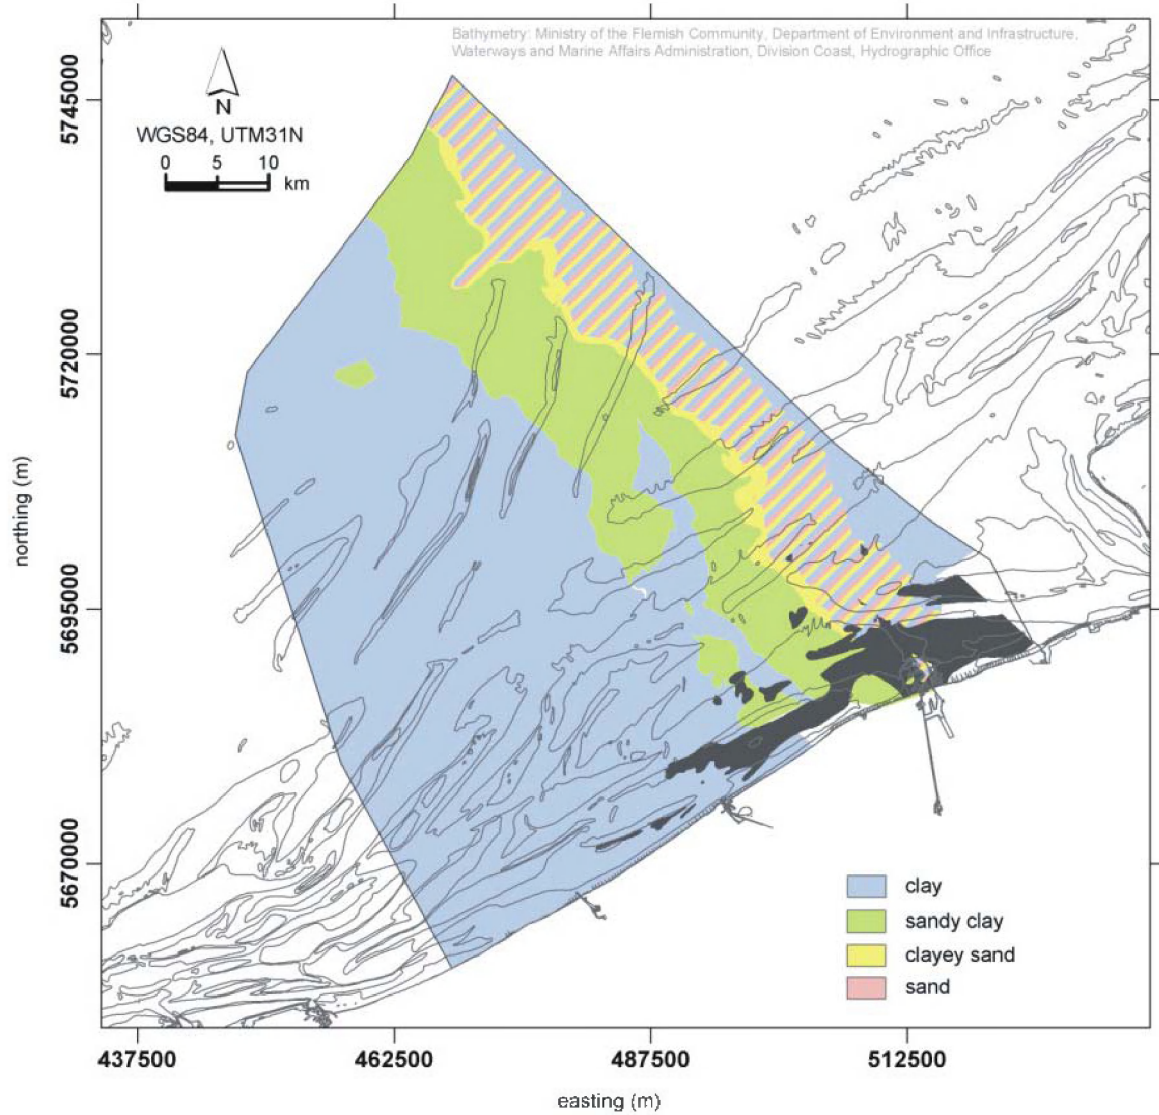 Bathymetry: Ministry of the Flemish Community, Department of Environment and Infrastructure,
Waterways and Marine Affairs Administration, Division Coast, Hydrographic Office
N
WGS84, UTM31N
0 5 10
km
5745000
5720000
5695000
5670000
northing (m)
clay
sandy clay
clayey sand
sand
437500 462500 487500 512500
easting (m)